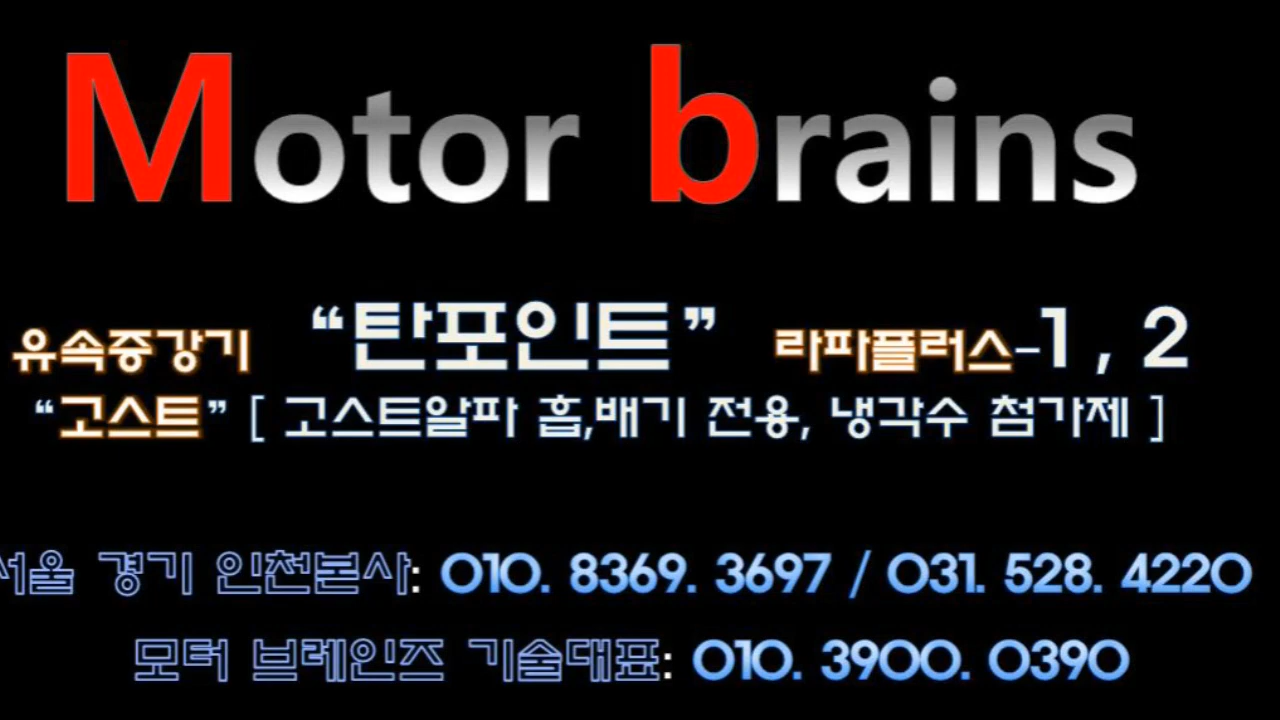 Motor brains
유속증강기 “탄포인트” 라파플러스-1 , 2
“고스트” [ 고스트알파 흡,배기 전용, 냉각수 첨가제 ]
서울 경기 인천본사: 010. 8369. 3697 / 031. 528. 4220
모터 브레인즈 기술대표: 010. 3900. 0390